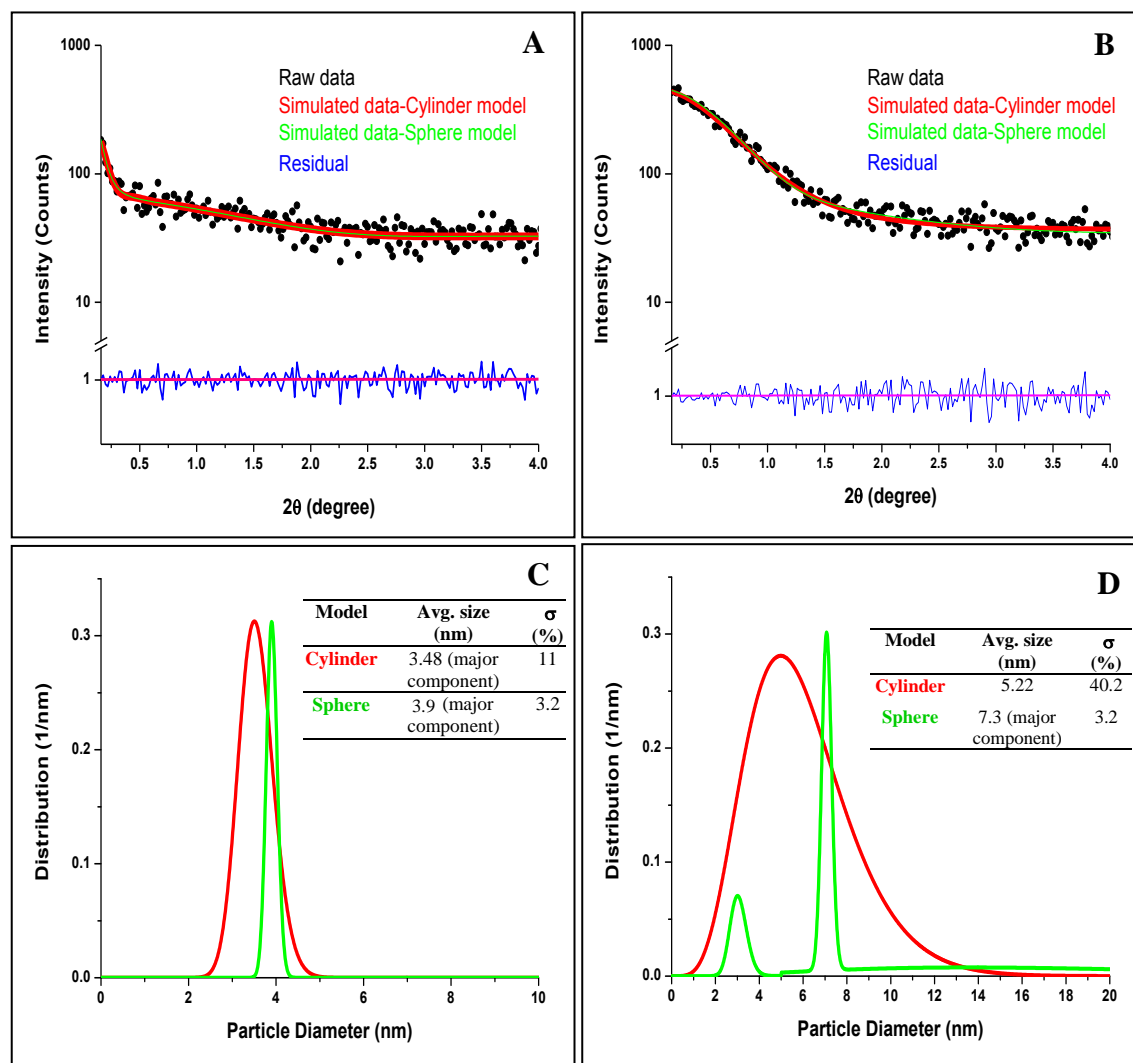 A
1000
100
10
1
Intensity (Counts)
Raw data
Simulated data-Cylinder model
Simulated data-Sphere model
Residual
0.5 1.0 1.5 2.0 2.5 3.0 3.5 4.0
2θ (degree)
B
1000
100
10
1
Intensity (Counts)
Raw data
Simulated data-Cylinder model
Simulated data-Sphere model
Residual
0.5 1.0 1.5 2.0 2.5 3.0 3.5 4.0
2θ (degree)
C
0.3
0.2
0.1
0.0
Distribution (1/nm)
Model Avg. size σ
(nm) (%)
Cylinder 3.48 (major 11
component)
Sphere 3.9 (major 3.2
component)
0 2 4 6 8 10
Particle Diameter (nm)
D
0.3
0.2
0.1
0.0
Distribution (1/nm)
Model Avg. size σ
(nm) (%)
Cylinder 5.22 40.2
Sphere 7.3 (major 3.2
component)
0 2 4 6 8 10 12 14 16 18 20
Particle Diameter (nm)